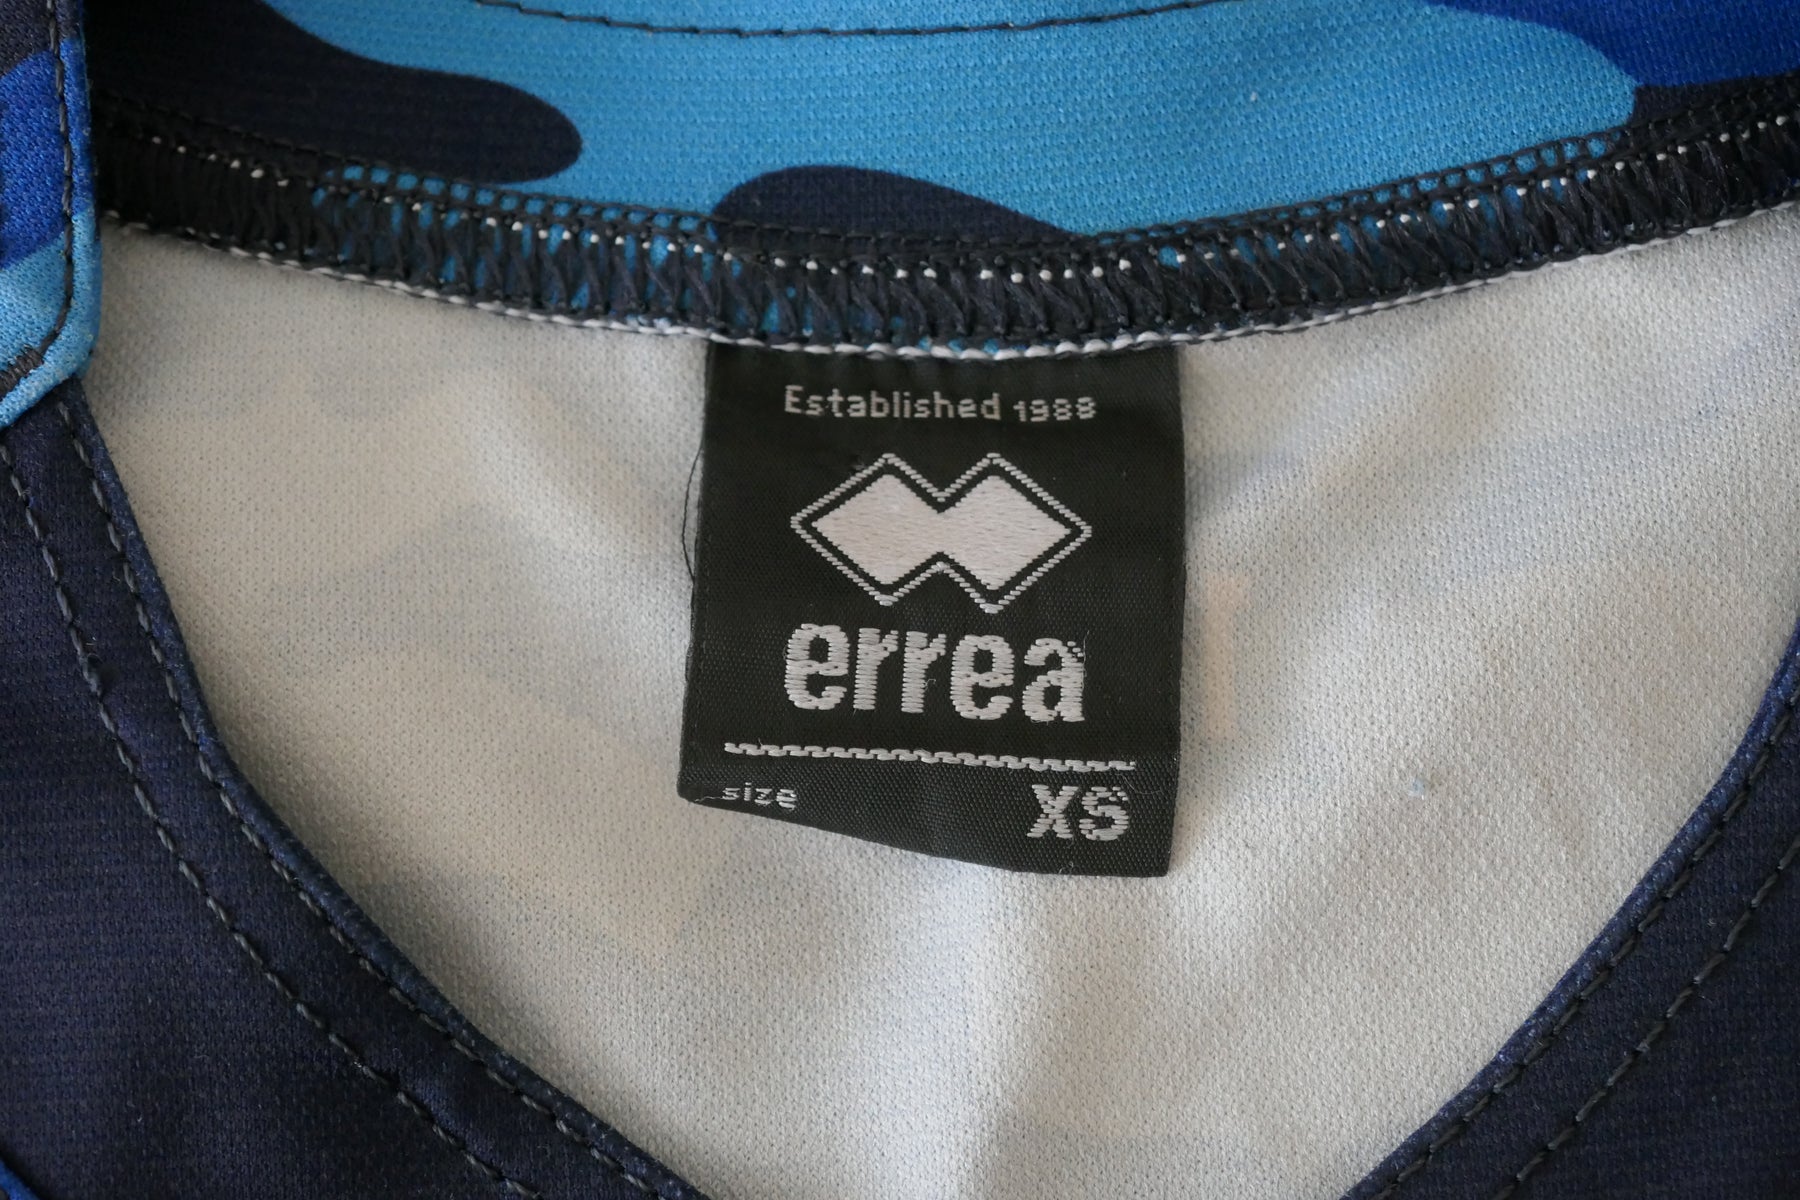 Established 1988
errea
size XS